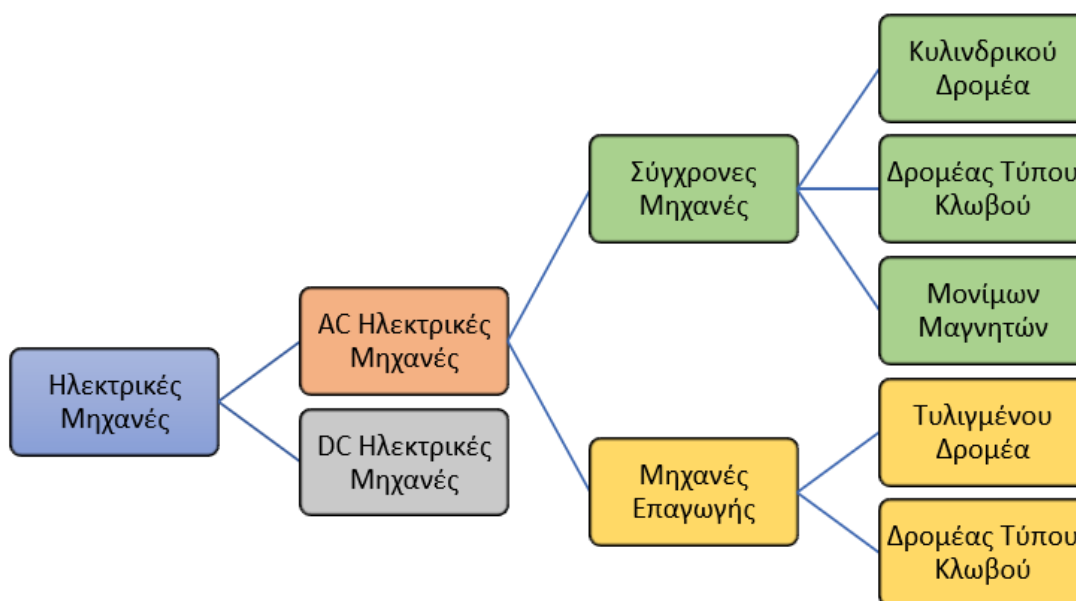 Ηλεκτρικές
Μηχανές
AC Ηλεκτρικές
Μηχανές
DC Ηλεκτρικές
Μηχανές
Σύγχρονες
Μηχανές
Μηχανές
Επαγωγής
Κυλινδρικού
Δρομέα
Δρομέας Τύπου
Κλωβού
Μονίμων
Μαγνητών
Τυλιγμένου
Δρομέα
Δρομέας Τύπου
Κλωβού